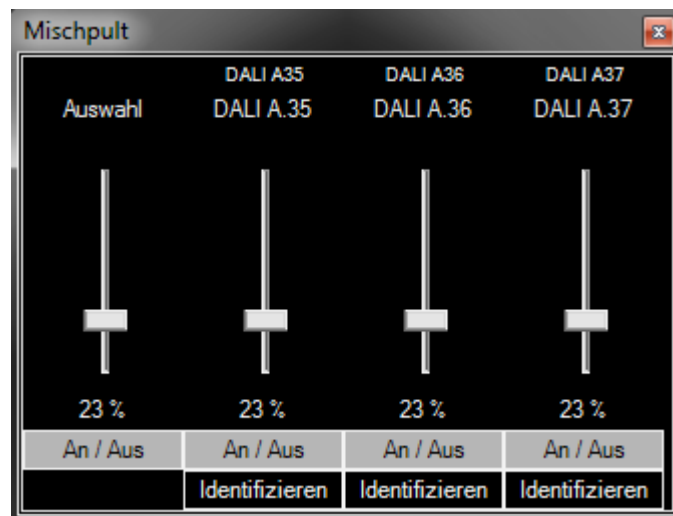 Mischpult
DALI A35 DALI A36 DALI A37
Auswahl DALI A.35 DALI A.36 DALI A.37
23 % 23 % 23 % 23 %
An / Aus An / Aus An / Aus An / Aus
Identifizieren Identifizieren Identifizieren